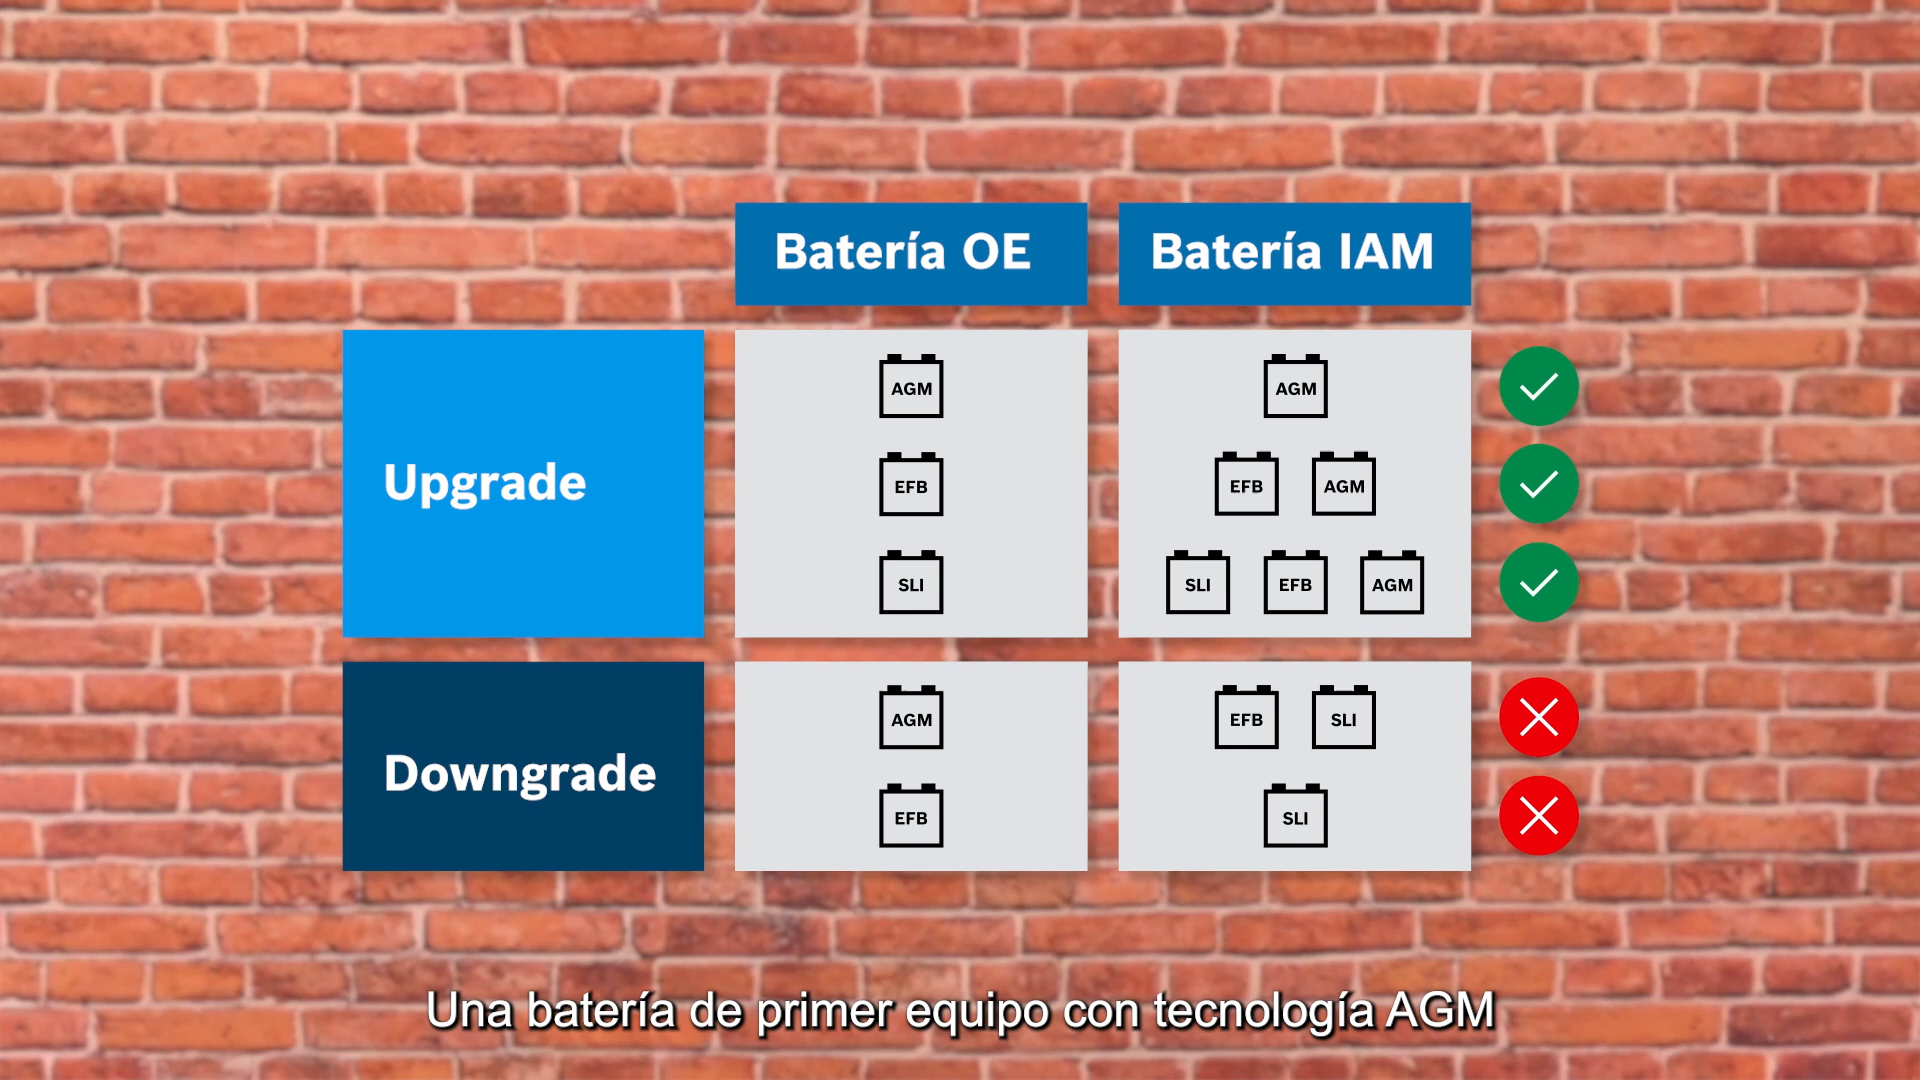 Batería OE
Batería IAM
Upgrade
AGM
AGM
EFB
EFB AGM
SLI
SLI EFB AGM
Downgrade
AGM
EFB SLI
EFB
SLI
Una batería de primer equipo con tecnología AGM